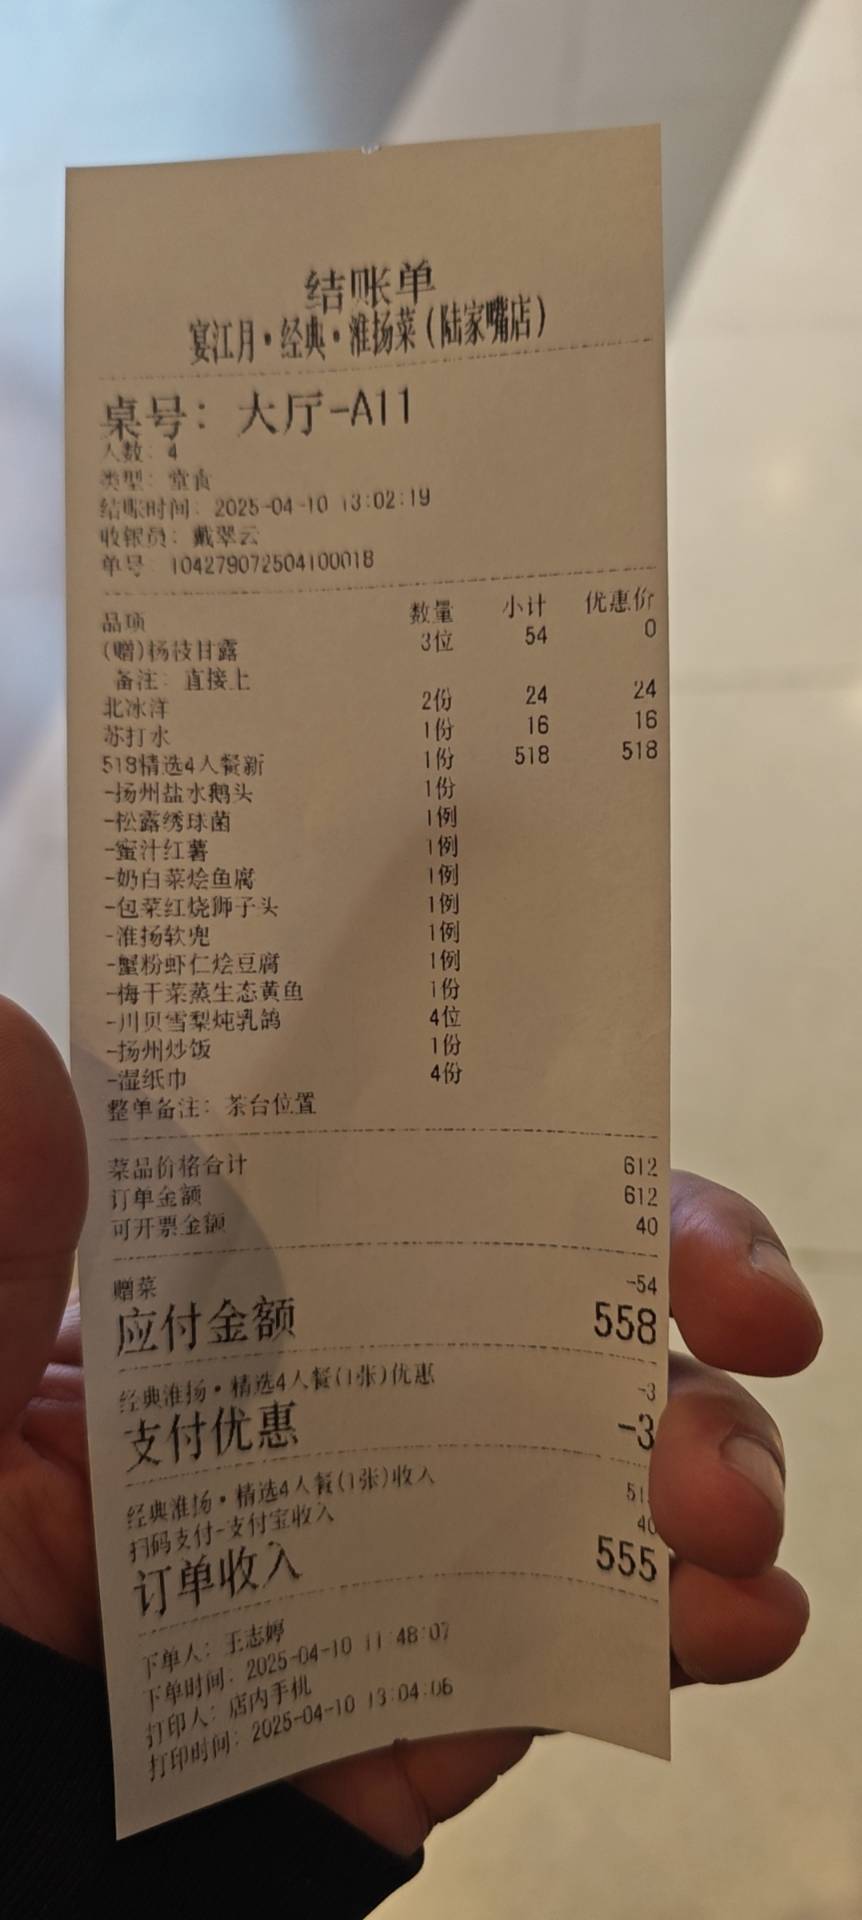 结账单
宴江月·经典·淮扬菜(陆家嘴店)
桌号: 大厅-A11
人数: 4
类型: 堂食
结账时间: 2025-04-10 13:02:19
收银员: 戴翠云
单号 104279072504100018
品项 数量 小计 优惠价
(赠)杨枝甘露 3位 54 0
备注: 直接上
北冰洋 2份 24 24
苏打水 1份 16 16
518精选4人餐新 1份 518 518
-扬州盐水鹅头 1份
-松露绣球菌 1例
-蜜汁红薯 1例
-奶白菜烩鱼腐 1例
-包菜红烧狮子头 1例
-淮扬软兜 1例
-蟹粉虾仁烩豆腐 1例
-梅干菜蒸生态黄鱼 1份
-川贝雪梨炖乳鸽 4位
-扬州炒饭 1份
-湿纸巾 4份
整单备注: 茶台位置
菜品价格合计 612
订单金额 612
可开票金额 40
赠菜 -54
应付金额 558
经典淮扬·精选4人餐(1张)优惠 -3
支付优惠 -3
经典淮扬·精选4人餐(1张)收入 51
扫码支付-支付宝收入 40
订单收入 555
下单人: 王志婷
下单时间: 2025-04-10 11:48:07
打印人: 店内手机
打印时间: 2025-04-10 13:04:06